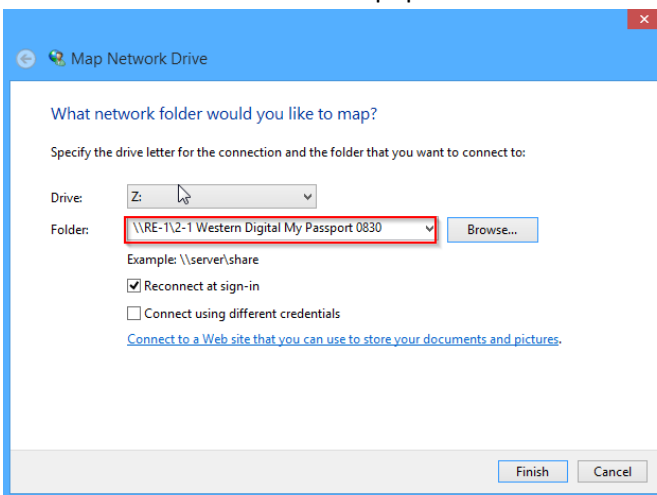 Map Network Drive
What network folder would you like to map?
Specify the drive letter for the connection and the folder that you want to connect to:
Drive: Z:
Folder: \\RE-1\2-1 Western Digital My Passport 0830 Browse...
Example: \\server\share
Reconnect at sign-in
Connect using different credentials
Connect to a Web site that you can use to store your documents and pictures.
Finish Cancel